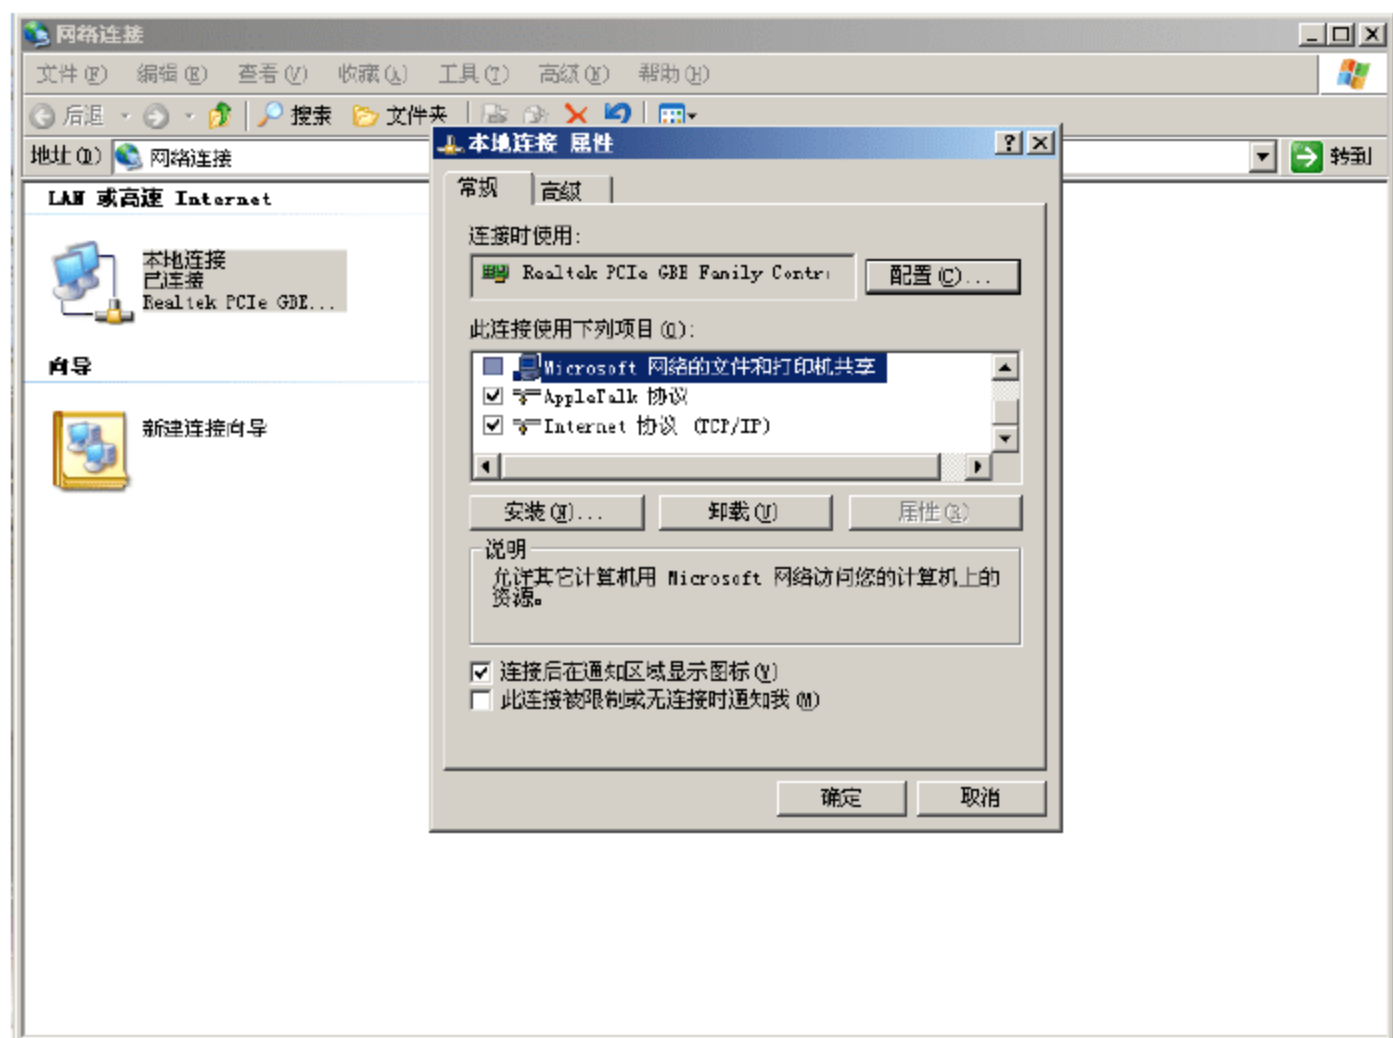 网络连接
文件(F) 编辑(E) 查看(V) 收藏(A) 工具(T) 高级(N) 帮助(H)
后退 搜索 文件夹
地址(D) 网络连接 转到
LAN 或高速 Internet
本地连接
已连接
Realtek PCIe GBE...
向导
新建连接向导
本地连接 属性
常规 高级
连接时使用:
Realtek PCIe GBE Family Contr
配置(C)...
此连接使用下列项目(O):
Microsoft 网络的文件和打印机共享
AppleTalk 协议
Internet 协议 (TCP/IP)
安装(N)... 卸载(U) 属性(R)
说明
允许其它计算机用 Microsoft 网络访问您的计算机上的
资源。
连接后在通知区域显示图标(W)
此连接被限制或无连接时通知我(M)
确定 取消